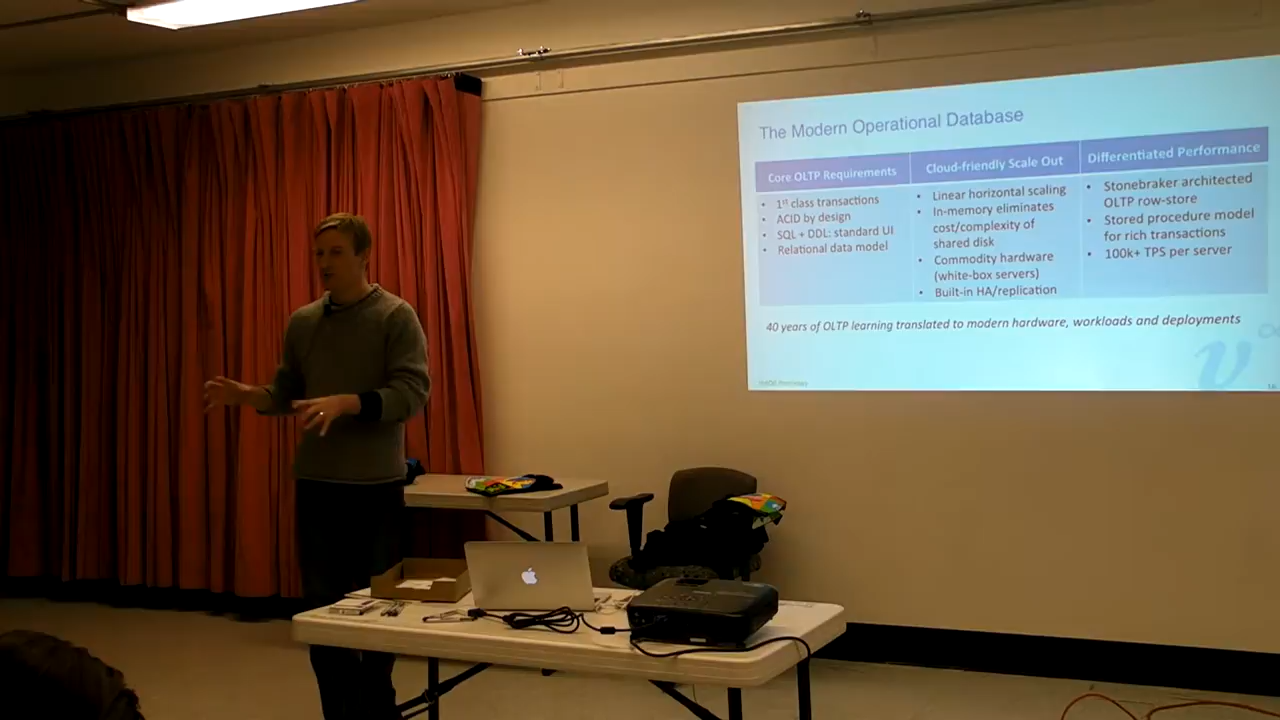 The Modern Operational Database
Core OLTP Requirements
• 1st class transactions
• ACID by design
• SQL + DDL: standard UI
• Relational data model
Cloud-friendly Scale Out
• Linear horizontal scaling
• In-memory eliminates
cost/complexity of
shared disk
• Commodity hardware
(white-box servers)
• Built-in HA/replication
Differentiated Performance
• Stonebraker architected
OLTP row-store
• Stored procedure model
for rich transactions
• 100k+ TPS per server
40 years of OLTP learning translated to modern hardware, workloads and deployments